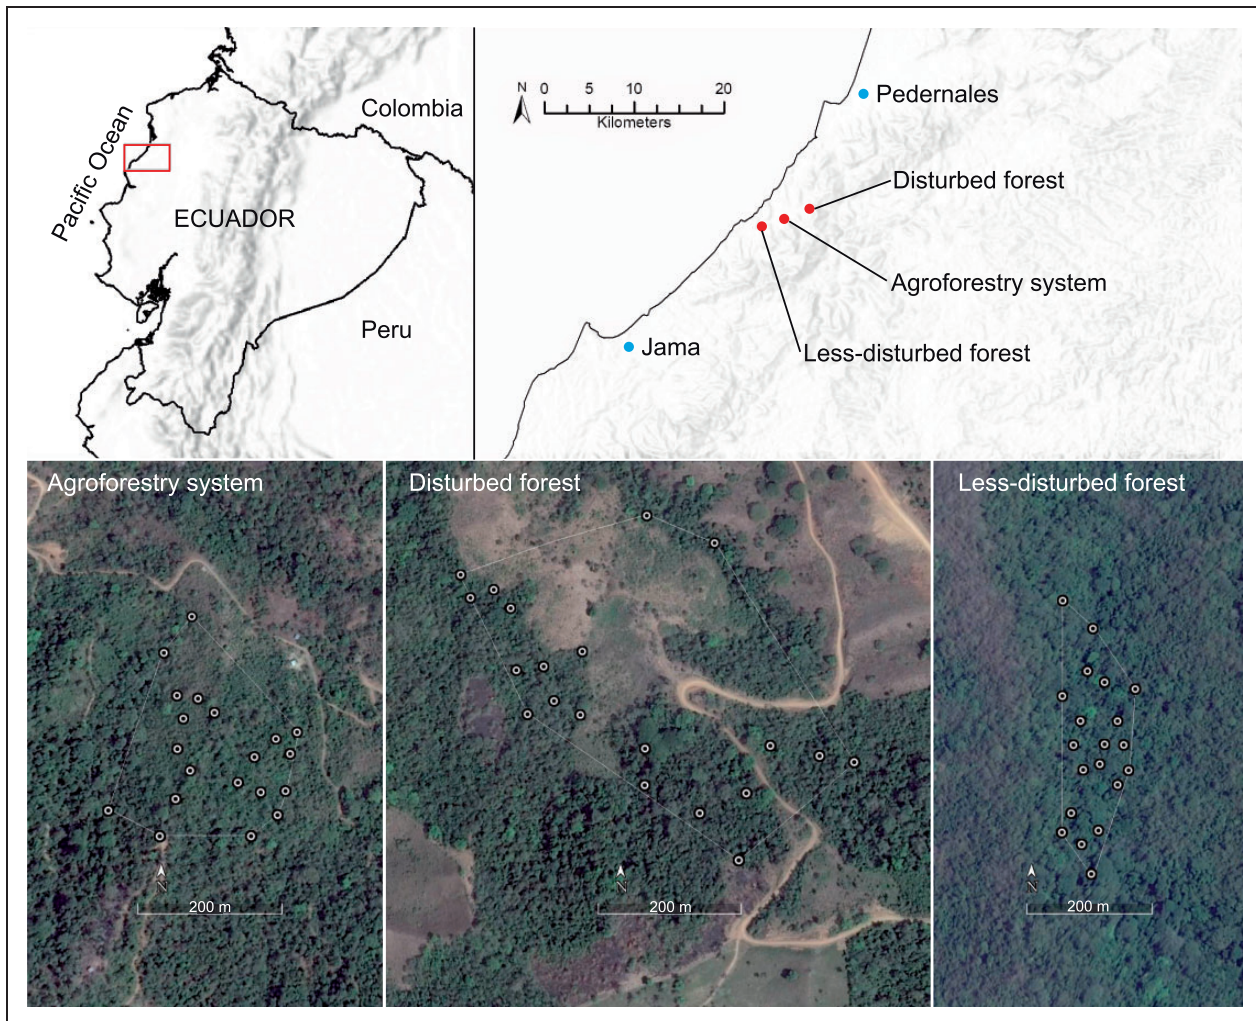 Colombia
Pacific Ocean
ECUADOR
Peru
N
0 5 10 20
Kilometers
Pedernales
Disturbed forest
Agroforestry system
Less-disturbed forest
Jama
Agroforestry system
N
200 m
Disturbed forest
N
200 m
Less-disturbed forest
N
200 m